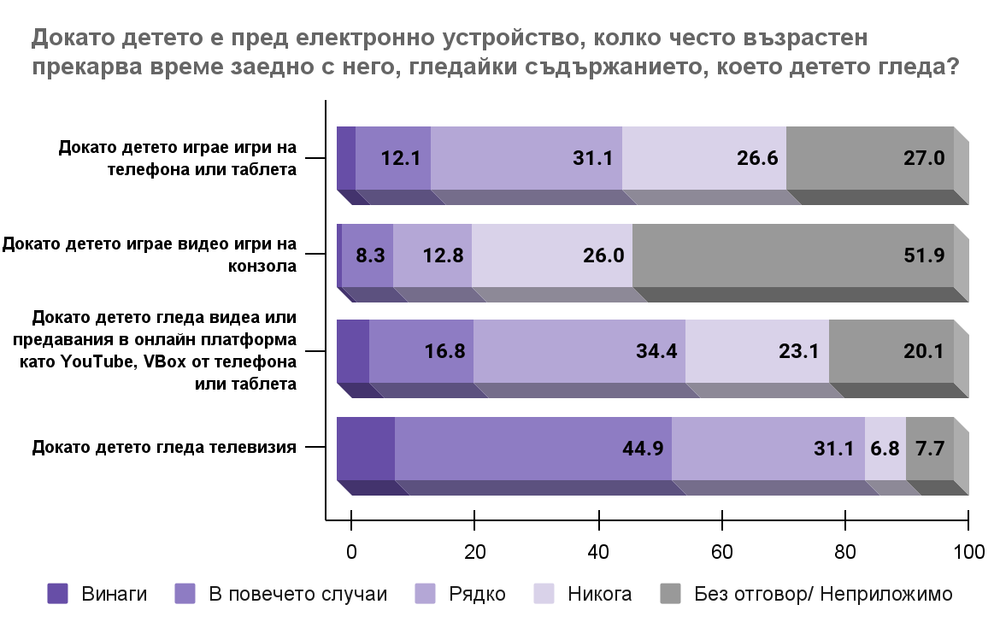 Докато детето е пред електронно устройство, колко често възрастен
прекарва време заедно с него, гледайки съдържанието, което детето гледа?
Докато детето играе игри на
телефона или таблета
12.1 31.1 26.6 27.0
Докато детето играе видео игри на
конзола
8.3 12.8 26.0 51.9
Докато детето гледа видеа или
предавания в онлайн платформа
като YouTube, VBox от телефона
или таблета
16.8 34.4 23.1 20.1
Докато детето гледа телевизия
44.9 31.1 6.8 7.7
0 20 40 60 80 100
Винаги В повечето случаи Рядко Никога Без отговор/ Неприложимо